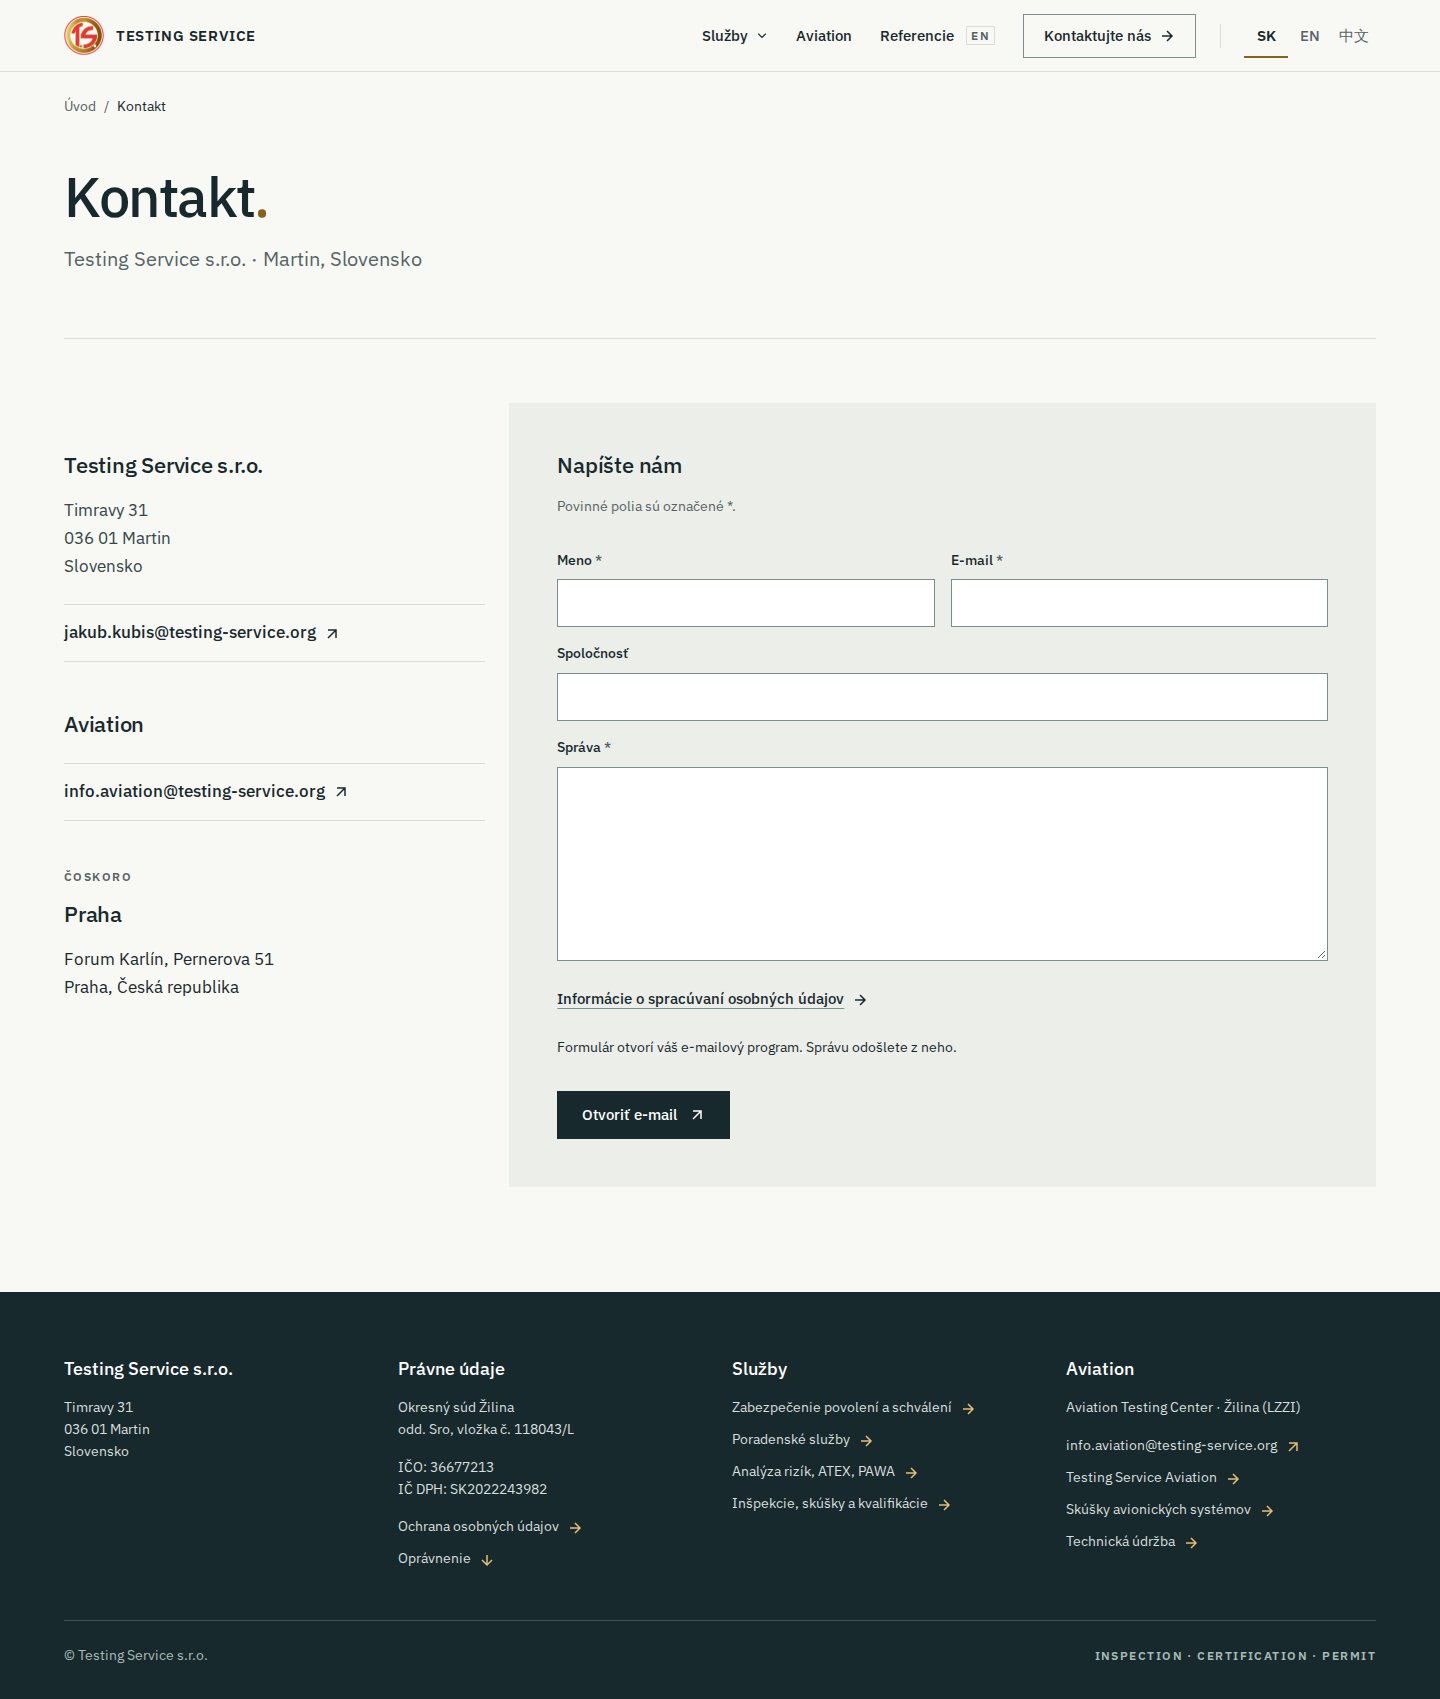 TESTING SERVICE
Služby
Aviation
Referencie EN
Kontaktujte nás
SK
EN
中文
Úvod / Kontakt
Kontakt.
Testing Service s.r.o. · Martin, Slovensko
Testing Service s.r.o.
Timravy 31
036 01 Martin
Slovensko
jakub.kubis@testing-service.org
Aviation
info.aviation@testing-service.org
ČOSKORO
Praha
Forum Karlín, Pernerova 51
Praha, Česká republika
Napíšte nám
Povinné polia sú označené *.
Meno *
E-mail *
Spoločnosť
Správa *
Informácie o spracúvaní osobných údajov
Formulár otvorí váš e-mailový program. Správu odošlete z neho.
Otvoriť e-mail
Testing Service s.r.o.
Timravy 31
036 01 Martin
Slovensko
Právne údaje
Okresný súd Žilina
odd. Sro, vložka č. 118043/L
IČO: 36677213
IČ DPH: SK2022243982
Ochrana osobných údajov
Oprávnenie
Služby
Zabezpečenie povolení a schválení
Poradenské služby
Analýza rizík, ATEX, PAWA
Inšpekcie, skúšky a kvalifikácie
Aviation
Aviation Testing Center · Žilina (LZZI)
info.aviation@testing-service.org
Testing Service Aviation
Skúšky avionických systémov
Technická údržba
© Testing Service s.r.o.
INSPECTION · CERTIFICATION · PERMIT